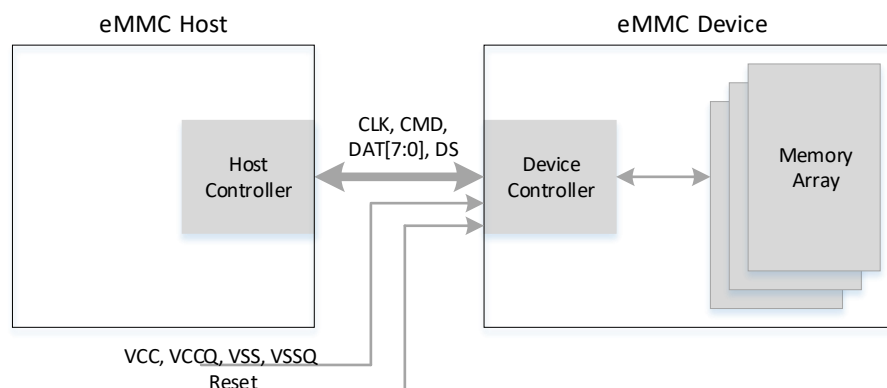 eMMC Host
eMMC Device
CLK, CMD,
DAT[7:0], DS
Host
Controller
Device
Controller
Memory
Array
VCC, VCCQ, VSS, VSSQ
Reset